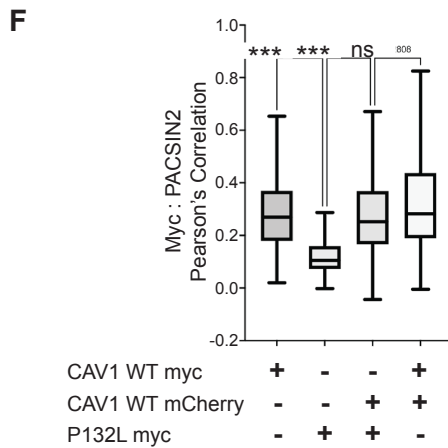 F
1.0
*** *** ns
0.8
0.6
0.4
0.2
0.0
-0.2
Myc : PACSIN2
Pearson's Correlation
CAV1 WT myc + - - +
CAV1 WT mCherry - - + +
P132L myc - + + -